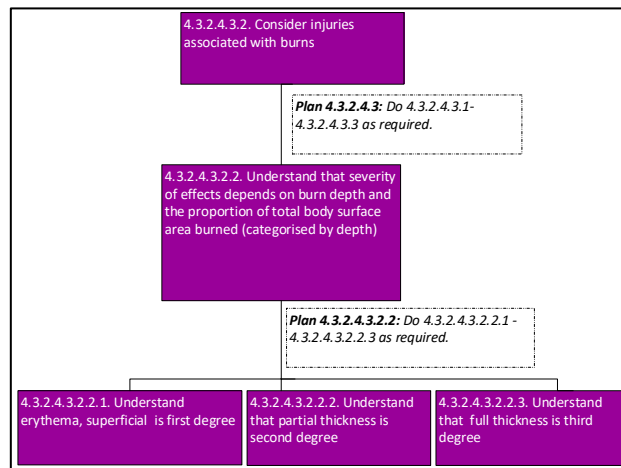 4.3.2.4.3.2. Consider injuries
associated with burns
Plan 4.3.2.4.3: Do 4.3.2.4.3.1-
4.3.2.4.3.3 as required.
4.3.2.4.3.2.2. Understand that severity
of effects depends on burn depth and
the proportion of total body surface
area burned (categorised by depth)
Plan 4.3.2.4.3.2.2: Do 4.3.2.4.3.2.2.1 -
4.3.2.4.3.2.2.3 as required.
4.3.2.4.3.2.2.1. Understand
erythema, superficial is first degree
4.3.2.4.3.2.2.2. Understand
that partial thickness is
second degree
4.3.2.4.3.2.2.3. Understand
that full thickness is third
degree